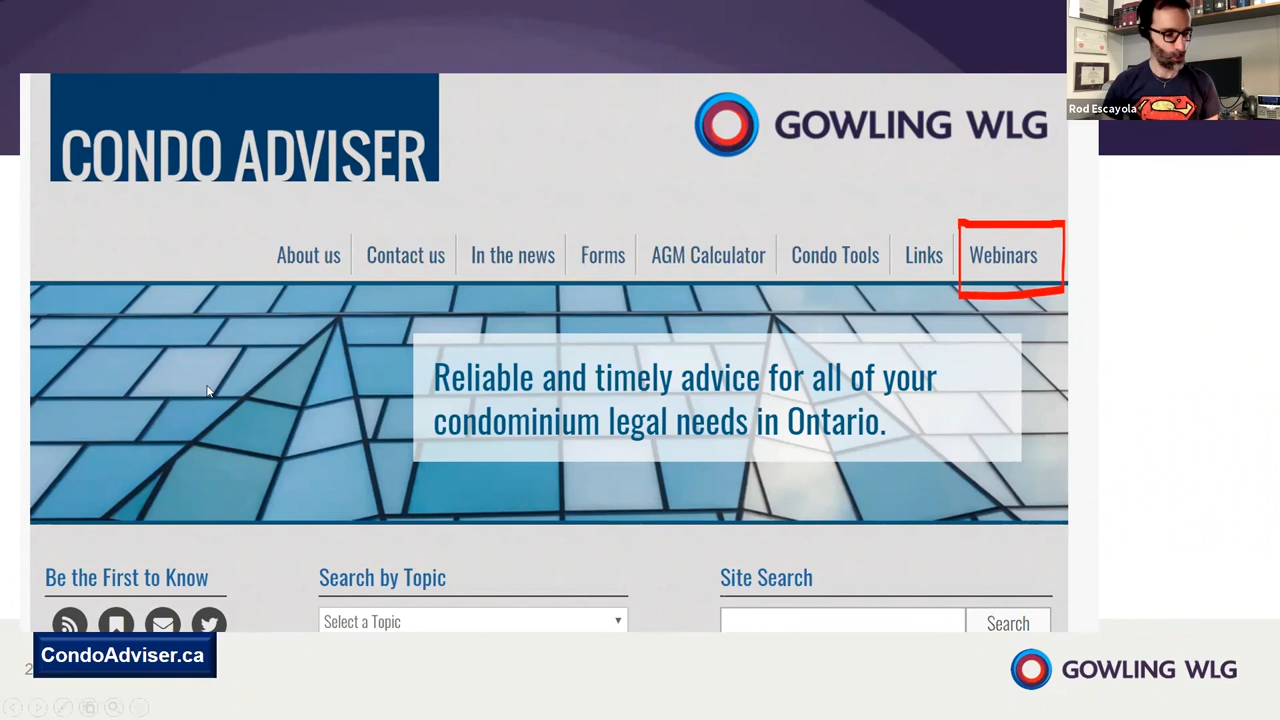 Rod Escayola
CONDO ADVISER
GOWLING WLG
About us
Contact us
In the news
Forms
AGM Calculator
Condo Tools
Links
Webinars
Reliable and timely advice for all of your
condominium legal needs in Ontario.
Be the First to Know
Search by Topic
Site Search
Select a Topic
Search
CondoAdviser.ca
2
GOWLING WLG